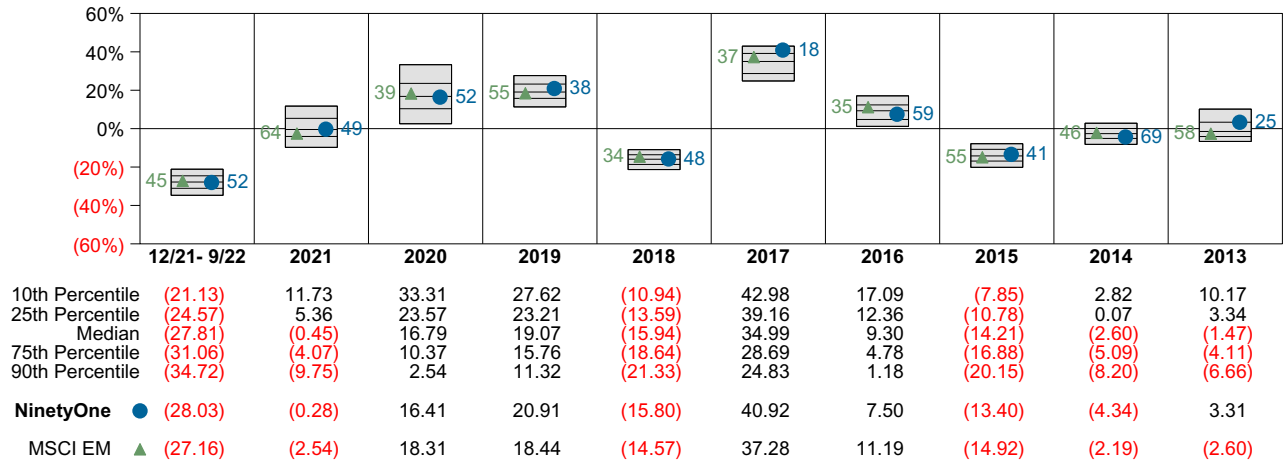 60%
40%
20%
0%
(20%)
(40%)
(60%)
45 52
64 49
39 52
55 38
34 48
37 18
35 59
55 41
46 69
58 25
12/21- 9/22 2021 2020 2019 2018 2017 2016 2015 2014 2013
10th Percentile (21.13) 11.73 33.31 27.62 (10.94) 42.98 17.09 (7.85) 2.82 10.17
25th Percentile (24.57) 5.36 23.57 23.21 (13.59) 39.16 12.36 (10.78) 0.07 3.34
Median (27.81) (0.45) 16.79 19.07 (15.94) 34.99 9.30 (14.21) (2.60) (1.47)
75th Percentile (31.06) (4.07) 10.37 15.76 (18.64) 28.69 4.78 (16.88) (5.09) (4.11)
90th Percentile (34.72) (9.75) 2.54 11.32 (21.33) 24.83 1.18 (20.15) (8.20) (6.66)
NinetyOne (28.03) (0.28) 16.41 20.91 (15.80) 40.92 7.50 (13.40) (4.34) 3.31
MSCI EM (27.16) (2.54) 18.31 18.44 (14.57) 37.28 11.19 (14.92) (2.19) (2.60)